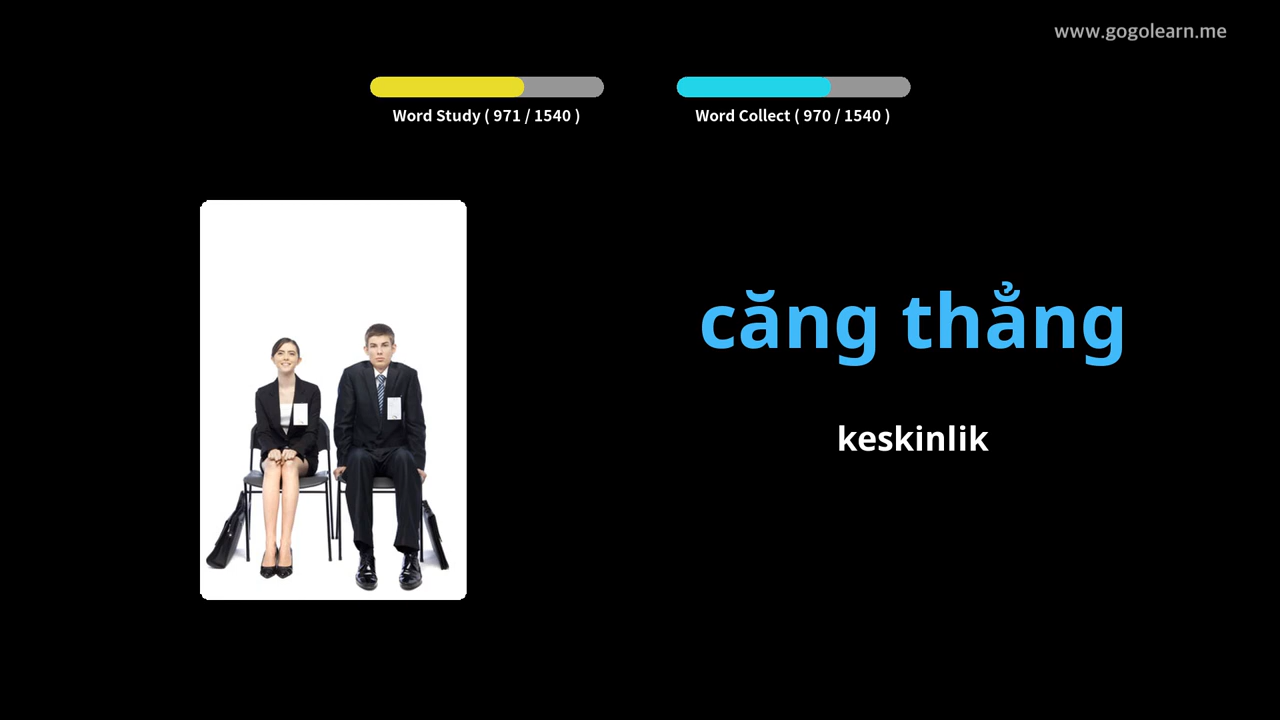 www.gogolearn.me
Word Study ( 971 / 1540 )
Word Collect ( 970 / 1540 )
căng thẳng
keskinlik